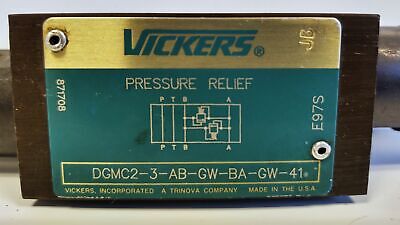 VICKERS®
JB
PRESSURE RELIEF
871708
P T B A
P T B A
E97S
DGMC2-3-AB-GW-BA-GW-41
VICKERS, INCORPORATED A TRINOVA COMPANY MADE IN THE U.S.A.